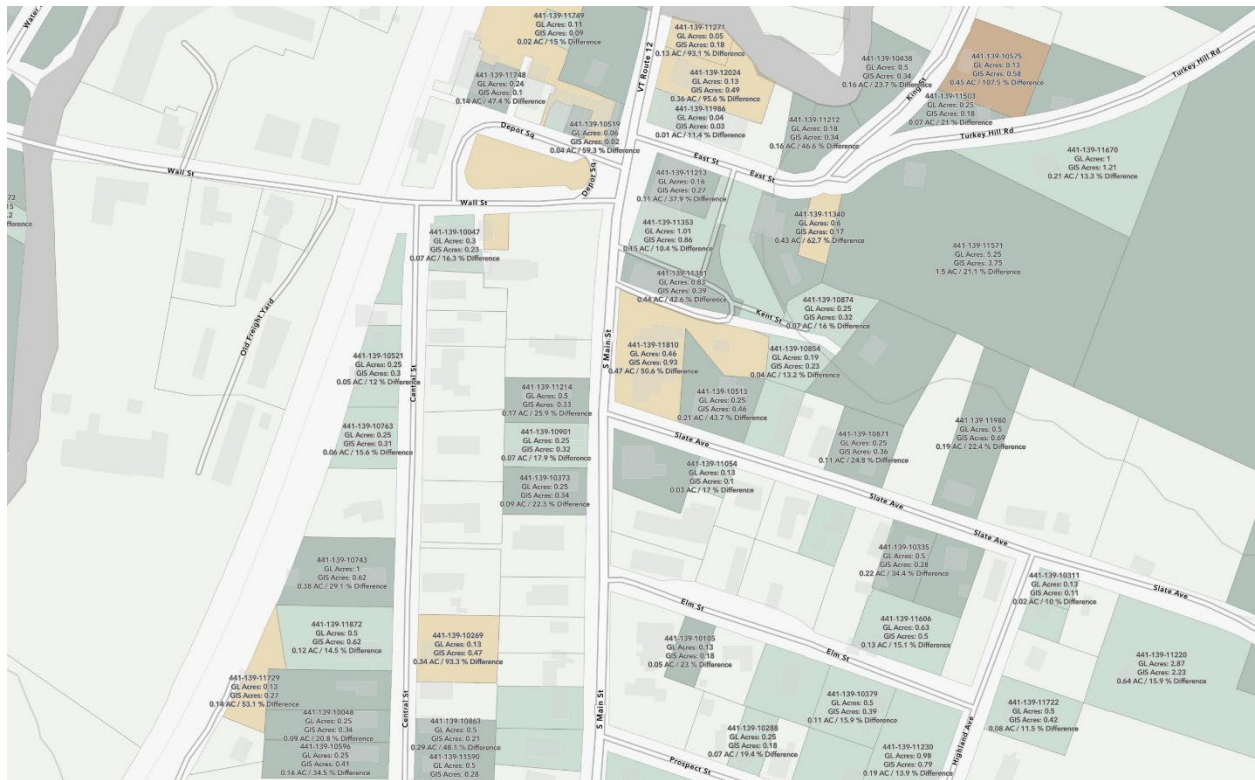 Water
441-139-11749
GL Acres: 0.11
GIS Acres: 0.09
0.02 AC / 15 % Difference
441-139-11748
GL Acres: 0.24
GIS Acres: 0.1
0.14 AC / 47.4 % Difference
441-139-10519
GL Acres: 0.06
GIS Acres: 0.02
0.04 AC / 59.3 % Difference
Depot Sq
Depot Sq
VT Route 12
441-139-11271
GL Acres: 0.05
GIS Acres: 0.18
0.13 AC / 93.1 % Difference
441-139-12024
GL Acres: 0.13
GIS Acres: 0.49
0.36 AC / 95.6 % Difference
441-139-11986
GL Acres: 0.04
GIS Acres: 0.03
0.01 AC / 11.4 % Difference
441-139-10438
GL Acres: 0.5
GIS Acres: 0.34
0.16 AC / 23.7 % Difference
King St
441-139-10575
GL Acres: 0.13
GIS Acres: 0.58
0.45 AC / 107.5 % Difference
441-139-11503
GL Acres: 0.25
GIS Acres: 0.18
0.07 AC / 21 % Difference
Turkey Hill Rd
Turkey Hill Rd
441-139-11212
GL Acres: 0.18
GIS Acres: 0.34
0.16 AC / 46.6 % Difference
441-139-11670
GL Acres: 1
GIS Acres: 1.21
0.21 AC / 13.3 % Difference
East St
East St
Wall St
Wall St
441-139-11213
GL Acres: 0.16
GIS Acres: 0.27
0.11 AC / 37.9 % Difference
441-139-11353
GL Acres: 1.01
GIS Acres: 0.86
0.15 AC / 10.4 % Difference
441-139-11340
GL Acres: 0.6
GIS Acres: 0.17
0.43 AC / 62.7 % Difference
441-139-11571
GL Acres: 5.25
GIS Acres: 3.75
1.5 AC / 21.1 % Difference
441-139-10047
GL Acres: 0.3
GIS Acres: 0.23
0.07 AC / 16.3 % Difference
441-139-11381
GL Acres: 0.83
GIS Acres: 0.39
0.44 AC / 42.6 % Difference
441-139-10874
GL Acres: 0.25
GIS Acres: 0.32
0.07 AC / 16 % Difference
Kent St
Old Freight Yard
441-139-10521
GL Acres: 0.25
GIS Acres: 0.3
0.05 AC / 12 % Difference
Central St
S Main St
441-139-11810
GL Acres: 0.46
GIS Acres: 0.93
0.47 AC / 50.6 % Difference
441-139-10854
GL Acres: 0.19
GIS Acres: 0.23
0.04 AC / 13.2 % Difference
441-139-10513
GL Acres: 0.25
GIS Acres: 0.46
0.21 AC / 43.7 % Difference
441-139-11214
GL Acres: 0.5
GIS Acres: 0.33
0.17 AC / 25.9 % Difference
441-139-10763
GL Acres: 0.25
GIS Acres: 0.31
0.06 AC / 15.6 % Difference
441-139-10901
GL Acres: 0.25
GIS Acres: 0.32
0.07 AC / 17.9 % Difference
441-139-10373
GL Acres: 0.25
GIS Acres: 0.34
0.09 AC / 22.3 % Difference
Slate Ave
441-139-10871
GL Acres: 0.25
GIS Acres: 0.36
0.11 AC / 24.8 % Difference
441-139-11980
GL Acres: 0.5
GIS Acres: 0.69
0.19 AC / 22.4 % Difference
441-139-11054
GL Acres: 0.13
GIS Acres: 0.1
0.03 AC / 17 % Difference
Slate Ave
Slate Ave
Slate Ave
441-139-10743
GL Acres: 1
GIS Acres: 0.62
0.38 AC / 29.1 % Difference
441-139-10335
GL Acres: 0.5
GIS Acres: 0.28
0.22 AC / 34.4 % Difference
441-139-10311
GL Acres: 0.13
GIS Acres: 0.11
0.02 AC / 10 % Difference
Elm St
Elm St
441-139-11872
GL Acres: 0.5
GIS Acres: 0.62
0.12 AC / 14.5 % Difference
441-139-10269
GL Acres: 0.13
GIS Acres: 0.47
0.34 AC / 93.3 % Difference
441-139-10105
GL Acres: 0.13
GIS Acres: 0.18
0.05 AC / 23 % Difference
441-139-11606
GL Acres: 0.63
GIS Acres: 0.5
0.13 AC / 15.1 % Difference
441-139-11220
GL Acres: 2.87
GIS Acres: 2.23
0.64 AC / 15.9 % Difference
441-139-11729
GL Acres: 0.13
GIS Acres: 0.27
0.14 AC / 53.1 % Difference
441-139-10048
GL Acres: 0.25
GIS Acres: 0.34
0.09 AC / 20.8 % Difference
441-139-10596
GL Acres: 0.25
GIS Acres: 0.41
0.16 AC / 34.5 % Difference
Central St
441-139-10863
GL Acres: 0.5
GIS Acres: 0.21
0.29 AC / 48.1 % Difference
441-139-11590
GL Acres: 0.5
GIS Acres: 0.28
S Main St
441-139-10288
GL Acres: 0.25
GIS Acres: 0.18
0.07 AC / 19.4 % Difference
Prospect St
441-139-10379
GL Acres: 0.5
GIS Acres: 0.39
0.11 AC / 15.9 % Difference
441-139-11230
GL Acres: 0.98
GIS Acres: 0.79
0.19 AC / 13.9 % Difference
Highland Ave
441-139-11722
GL Acres: 0.5
GIS Acres: 0.42
0.08 AC / 11.5 % Difference